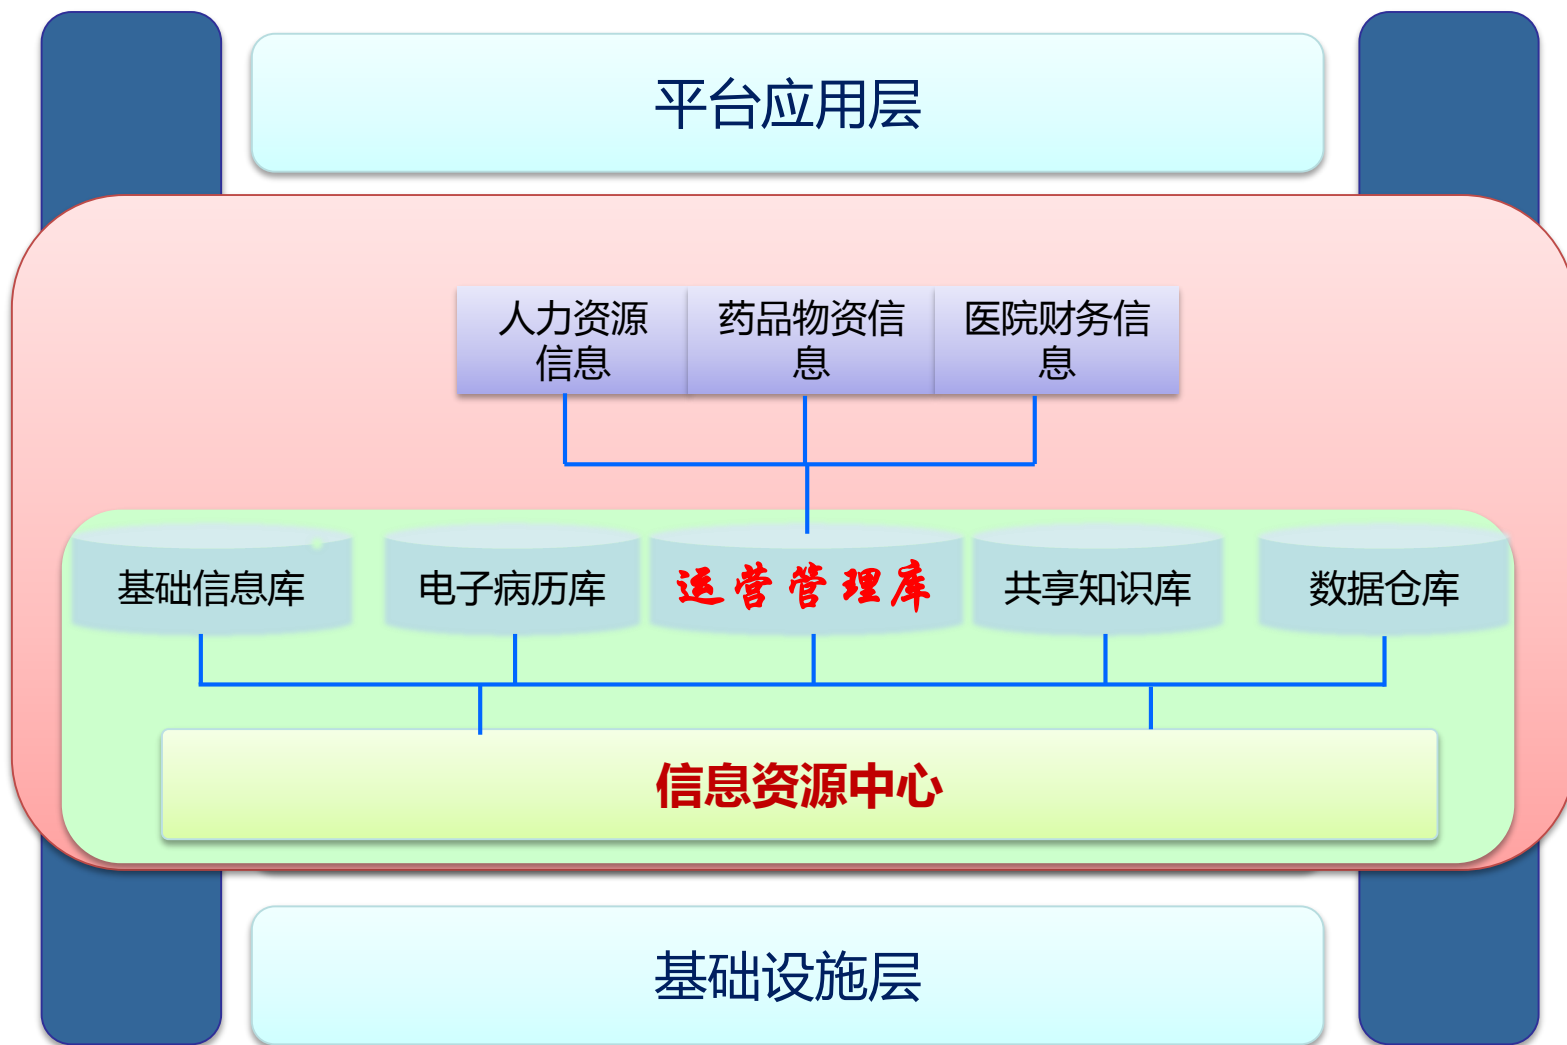 平台应用层
人力资源
信息
药品物资信
息
医院财务信
息
基础信息库
电子病历库
运营管理库
共享知识库
数据仓库
信息资源中心
基础设施层